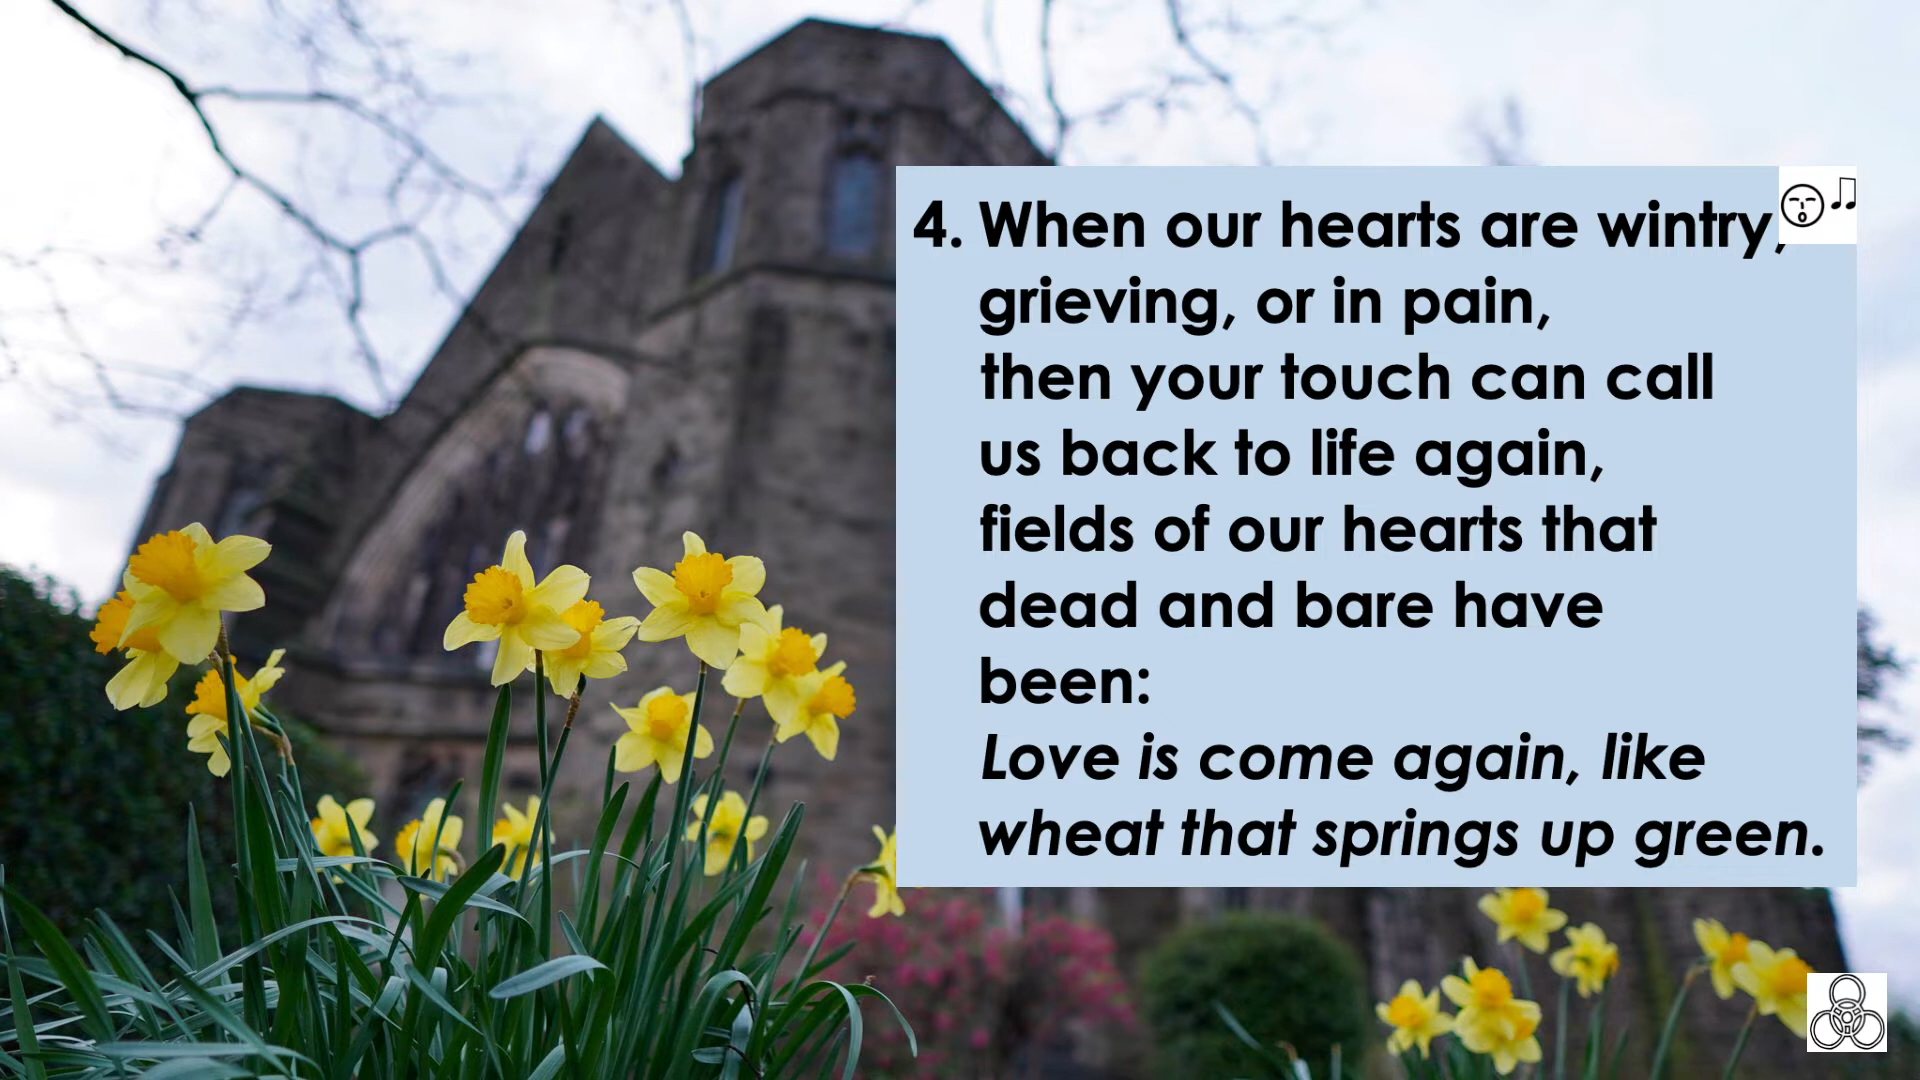 4. When our hearts are wintry,
grieving, or in pain,
then your touch can call
us back to life again,
fields of our hearts that
dead and bare have
been:
Love is come again, like
wheat that springs up green.